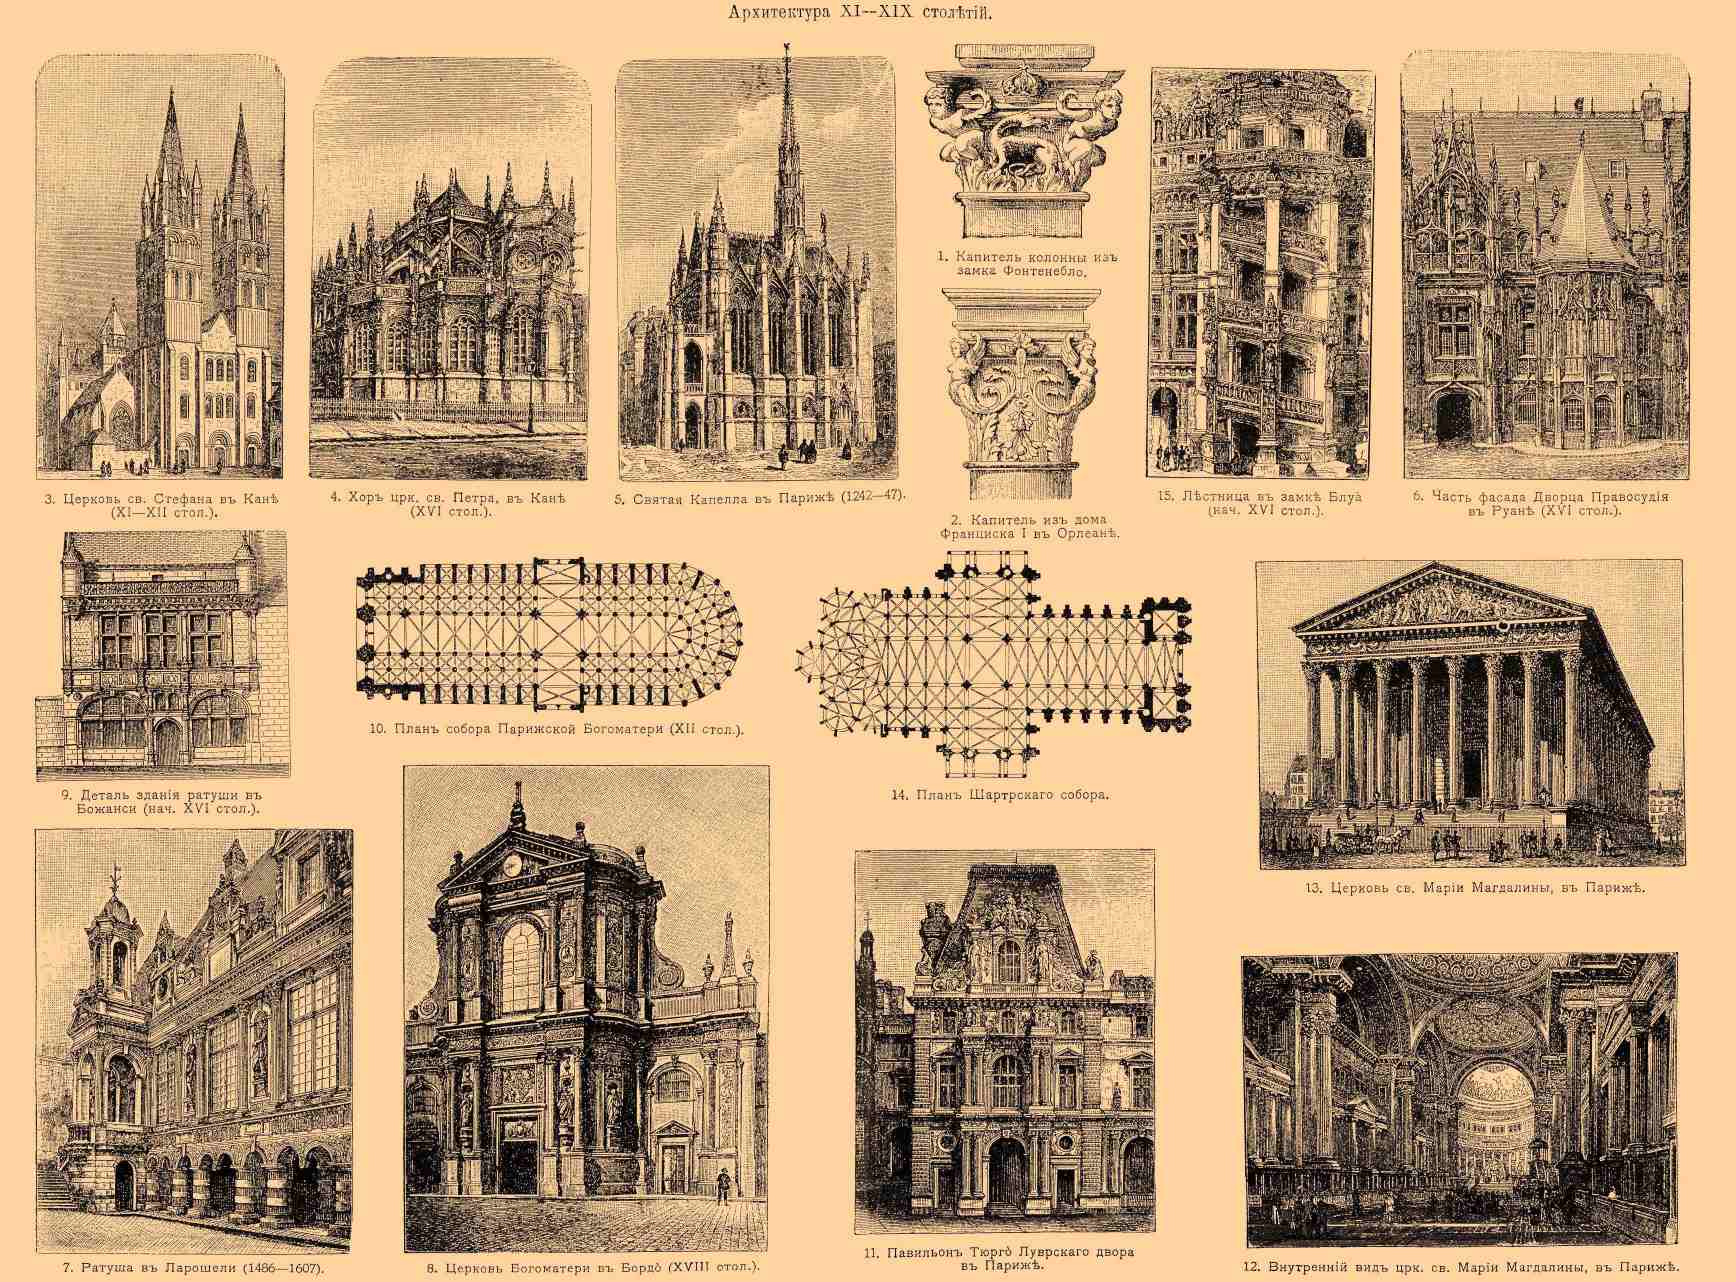 Архитектура XI—XIX столѣтій.
3. Церковь св. Стефана въ Канѣ
(XI—XII стол.).
4. Хоръ црк. св. Петра, въ Канѣ
(XVI стол.).
5. Святая Капелла въ Парижѣ (1242—47).
1. Капитель колонны изъ
замка Фонтенебло.
2. Капитель изъ дома
Франциска I въ Орлеанѣ.
15. Лѣстница въ замкѣ Блуа̀
(нач. XVI стол.).
6. Часть фасада Дворца Правосудія
въ Руанѣ (XVI стол.).
9. Деталь зданія ратуши въ
Божанси (нач. XVI стол.).
10. Планъ собора Парижской Богоматери (XII стол.).
14. Планъ Шартрскаго собора.
13. Церковь св. Маріи Магдалины, въ Парижѣ.
7. Ратуша въ Ларошели (1486—1607).
8. Церковь Богоматери въ Бордо̀ (XVIII стол.).
11. Павильонъ Тюрго̀ Луврскаго двора
въ Парижѣ.
12. Внутренній видъ црк. св. Маріи Магдалины, въ Парижѣ.